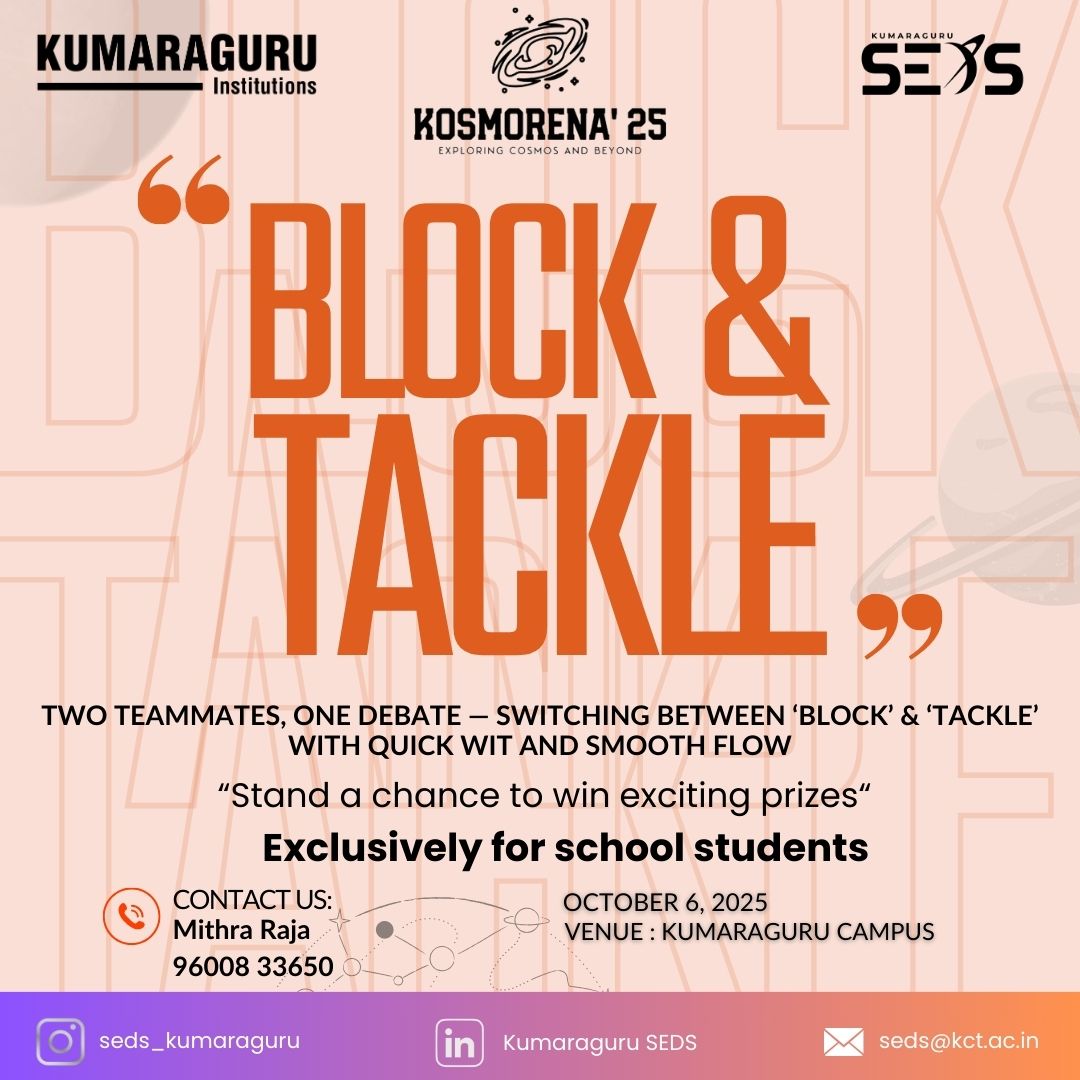 KUMARAGURU
Institutions
KOSMORENA' 25
EXPLORING COSMOS AND BEYOND
KUMARAGURU
SEDS
“BLOCK &
TACKLE”
TWO TEAMMATES, ONE DEBATE — SWITCHING BETWEEN ‘BLOCK’ & ‘TACKLE’
WITH QUICK WIT AND SMOOTH FLOW
“Stand a chance to win exciting prizes“
Exclusively for school students
CONTACT US:
Mithra Raja
96008 33650
OCTOBER 6, 2025
VENUE : KUMARAGURU CAMPUS
seds_kumaraguru
in
Kumaraguru SEDS
seds@kct.ac.in